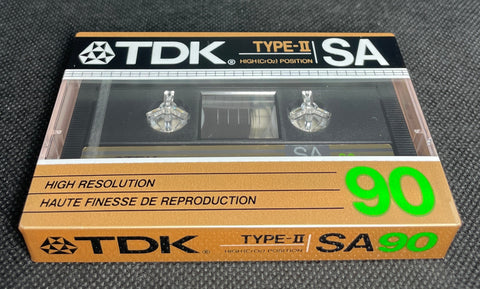 TDK® TYPE-II SA
HIGH(CrO2) POSITION
SA
HIGH RESOLUTION
HAUTE FINESSE DE REPRODUCTION
90
TDK® TYPE-II SA90
HIGH(CrO2) POSITION